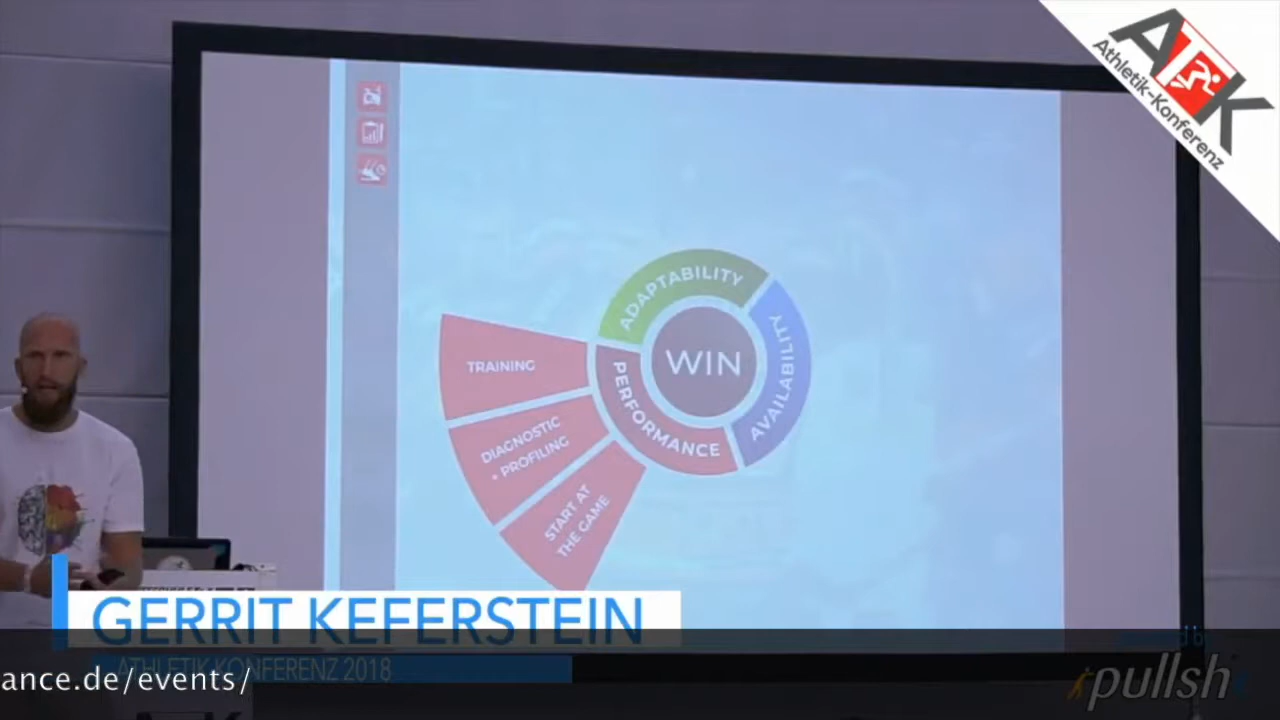 ATK
Athletik-Konferenz
ADAPTABILITY
WIN
AVAILABILITY
PERFORMANCE
TRAINING
DIAGNOSTIC
+ PROFILING
START AT
THE GAME
GERRIT KEFERSTEIN
ATHLETIK KONFERENZ 2018
ance.de/events/
pullsh